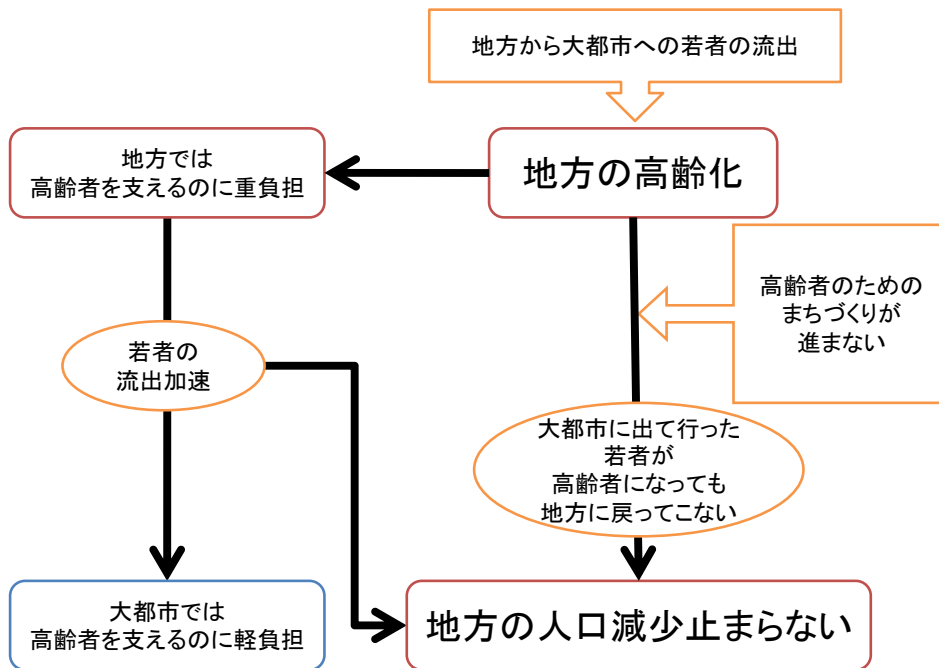 地方から大都市への若者の流出
地方では
高齢者を支えるのに重負担
地方の高齢化
高齢者のための
まちづくりが
進まない
若者の
流出加速
大都市に出て行った
若者が
高齢者になっても
地方に戻ってこない
大都市では
高齢者を支えるのに軽負担
地方の人口減少止まらない